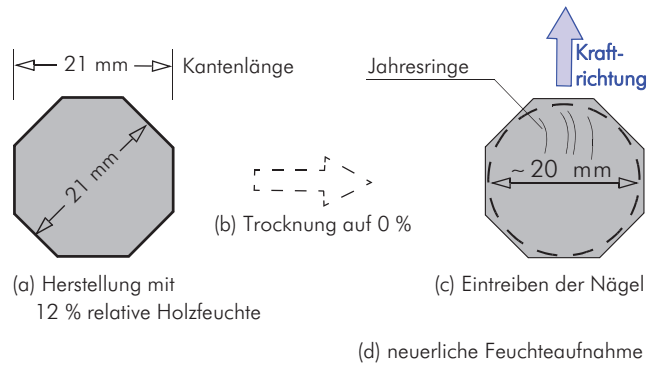 21 mm
Kantenlänge
Jahresringe
Kraft-
richtung
21 mm
~ 20 mm
(b) Trocknung auf 0 %
(a) Herstellung mit
12 % relative Holzfeuchte
(c) Eintreiben der Nägel
(d) neuerliche Feuchteaufnahme